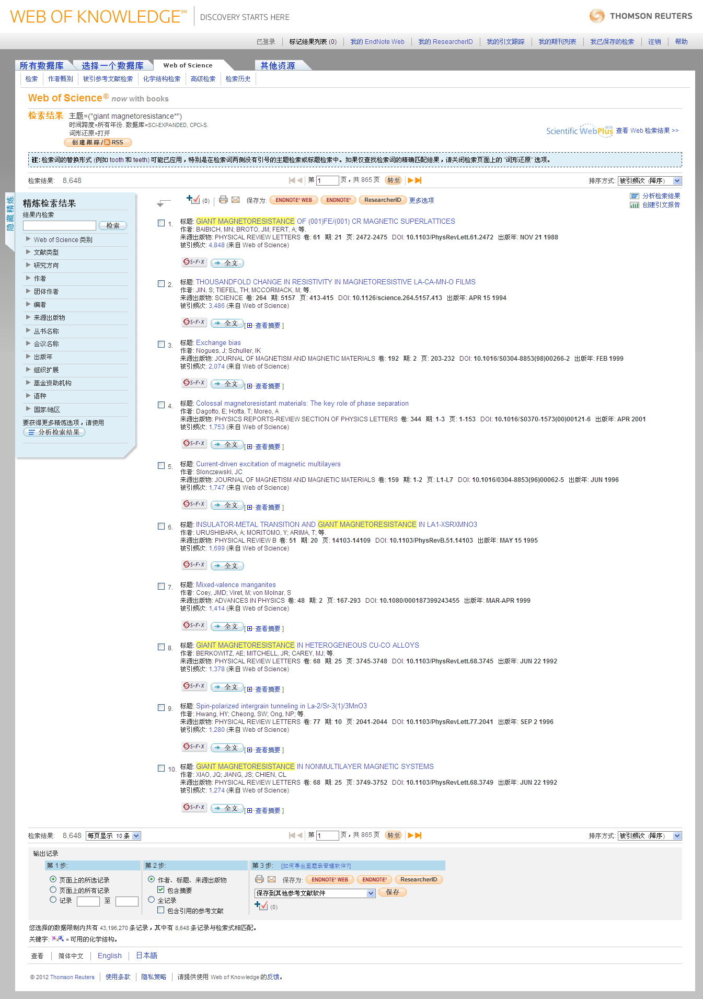 WEB OF KNOWLEDGE℠ DISCOVERY STARTS HERE
THOMSON REUTERS
已登录 标记结果列表 (0) 我的 EndNote Web 我的 ResearcherID 我的引文跟踪 我的期刊列表 我已保存的检索 注销 帮助
所有数据库 选择一个数据库 Web of Science 其他资源
检索 作者甄别 被引参考文献检索 化学结构检索 高级检索 检索历史
Web of Science® now with books
检索结果 主题=("giant magnetoresistance*")
时间跨度=所有年份. 数据库=SCI-EXPANDED, CPCI-S.
词形还原=打开
创建跟踪/RSS
Scientific WebPlus BETA 查看 Web 检索结果 >>
注: 检索词的替换形式 (例如 tooth 和 teeth) 可能已应用，特别是在检索词两侧没有引号的主题检索或标题检索中。如果仅查找检索词的精确匹配结果，请关闭检索页面上的 "词形还原" 选项。
检索结果: 8,648 第 1 页，共 865 页 转至 排序方式: 被引频次 (降序)
隐藏精炼
精炼检索结果
结果内检索
检索
Web of Science 类别
文献类型
研究方向
作者
团体作者
编者
来源出版物
丛书名称
会议名称
出版年
组织扩展
基金资助机构
语种
国家/地区
要获得更多精炼选项，请使用
分析检索结果
(0) 保存为: ENDNOTE® WEB ENDNOTE® ResearcherID 更多选项
分析检索结果
创建引文报告
1. 标题: GIANT MAGNETORESISTANCE OF (001)FE/(001) CR MAGNETIC SUPERLATTICES
作者: BAIBICH, MN; BROTO, JM; FERT, A; 等.
来源出版物: PHYSICAL REVIEW LETTERS 卷: 61 期: 21 页: 2472-2475 DOI: 10.1103/PhysRevLett.61.2472 出版年: NOV 21 1988
被引频次: 4,848 (来自 Web of Science)
S·F·X 全文
2. 标题: THOUSANDFOLD CHANGE IN RESISTIVITY IN MAGNETORESISTIVE LA-CA-MN-O FILMS
作者: JIN, S; TIEFEL, TH; MCCORMACK, M; 等.
来源出版物: SCIENCE 卷: 264 期: 5157 页: 413-415 DOI: 10.1126/science.264.5157.413 出版年: APR 15 1994
被引频次: 3,486 (来自 Web of Science)
S·F·X 全文 [ 查看摘要 ]
3. 标题: Exchange bias
作者: Nogues, J; Schuller, IK
来源出版物: JOURNAL OF MAGNETISM AND MAGNETIC MATERIALS 卷: 192 期: 2 页: 203-232 DOI: 10.1016/S0304-8853(98)00266-2 出版年: FEB 1999
被引频次: 2,074 (来自 Web of Science)
S·F·X 全文 [ 查看摘要 ]
4. 标题: Colossal magnetoresistant materials: The key role of phase separation
作者: Dagotto, E; Hotta, T; Moreo, A
来源出版物: PHYSICS REPORTS-REVIEW SECTION OF PHYSICS LETTERS 卷: 344 期: 1-3 页: 1-153 DOI: 10.1016/S0370-1573(00)00121-6 出版年: APR 2001
被引频次: 1,753 (来自 Web of Science)
S·F·X 全文 [ 查看摘要 ]
5. 标题: Current-driven excitation of magnetic multilayers
作者: Slonczewski, JC
来源出版物: JOURNAL OF MAGNETISM AND MAGNETIC MATERIALS 卷: 159 期: 1-2 页: L1-L7 DOI: 10.1016/0304-8853(96)00062-5 出版年: JUN 1996
被引频次: 1,747 (来自 Web of Science)
S·F·X 全文 [ 查看摘要 ]
6. 标题: INSULATOR-METAL TRANSITION AND GIANT MAGNETORESISTANCE IN LA1-XSRXMNO3
作者: URUSHIBARA, A; MORITOMO, Y; ARIMA, T; 等.
来源出版物: PHYSICAL REVIEW B 卷: 51 期: 20 页: 14103-14109 DOI: 10.1103/PhysRevB.51.14103 出版年: MAY 15 1995
被引频次: 1,699 (来自 Web of Science)
S·F·X 全文
7. 标题: Mixed-valence manganites
作者: Coey, JMD; Viret, M; von Molnar, S
来源出版物: ADVANCES IN PHYSICS 卷: 48 期: 2 页: 167-293 DOI: 10.1080/000187399243455 出版年: MAR-APR 1999
被引频次: 1,414 (来自 Web of Science)
S·F·X 全文 [ 查看摘要 ]
8. 标题: GIANT MAGNETORESISTANCE IN HETEROGENEOUS CU-CO ALLOYS
作者: BERKOWITZ, AE; MITCHELL, JR; CAREY, MJ; 等.
来源出版物: PHYSICAL REVIEW LETTERS 卷: 68 期: 25 页: 3745-3748 DOI: 10.1103/PhysRevLett.68.3745 出版年: JUN 22 1992
被引频次: 1,378 (来自 Web of Science)
S·F·X 全文 [ 查看摘要 ]
9. 标题: Spin-polarized intergrain tunneling in La-2/Sr-3(1)/3MnO3
作者: Hwang, HY; Cheong, SW; Ong, NP; 等.
来源出版物: PHYSICAL REVIEW LETTERS 卷: 77 期: 10 页: 2041-2044 DOI: 10.1103/PhysRevLett.77.2041 出版年: SEP 2 1996
被引频次: 1,280 (来自 Web of Science)
S·F·X 全文 [ 查看摘要 ]
10. 标题: GIANT MAGNETORESISTANCE IN NONMULTILAYER MAGNETIC SYSTEMS
作者: XIAO, JQ; JIANG, JS; CHIEN, CL
来源出版物: PHYSICAL REVIEW LETTERS 卷: 68 期: 25 页: 3749-3752 DOI: 10.1103/PhysRevLett.68.3749 出版年: JUN 22 1992
被引频次: 1,274 (来自 Web of Science)
S·F·X 全文 [ 查看摘要 ]
检索结果: 8,648 每页显示 10 条 第 1 页，共 865 页 转至 排序方式: 被引频次 (降序)
输出记录
第 1 步:
页面上的所选记录
页面上的所有记录
记录 至
第 2 步:
作者、标题、来源出版物
包含摘要
全记录
包含引用的参考文献
第 3 步: [如何导出至题录管理软件?]
保存为: ENDNOTE® WEB ENDNOTE® ResearcherID
保存到其他参考文献软件 保存
(0)
您选择的数据限制内共有 43,196,270 条记录，其中有 8,648 条记录与检索式相匹配。
关键字: = 可用的化学结构。
查看 简体中文 English 日本語
© 2012 Thomson Reuters 使用条款 隐私策略 请提供使用 Web of Knowledge 的反馈。